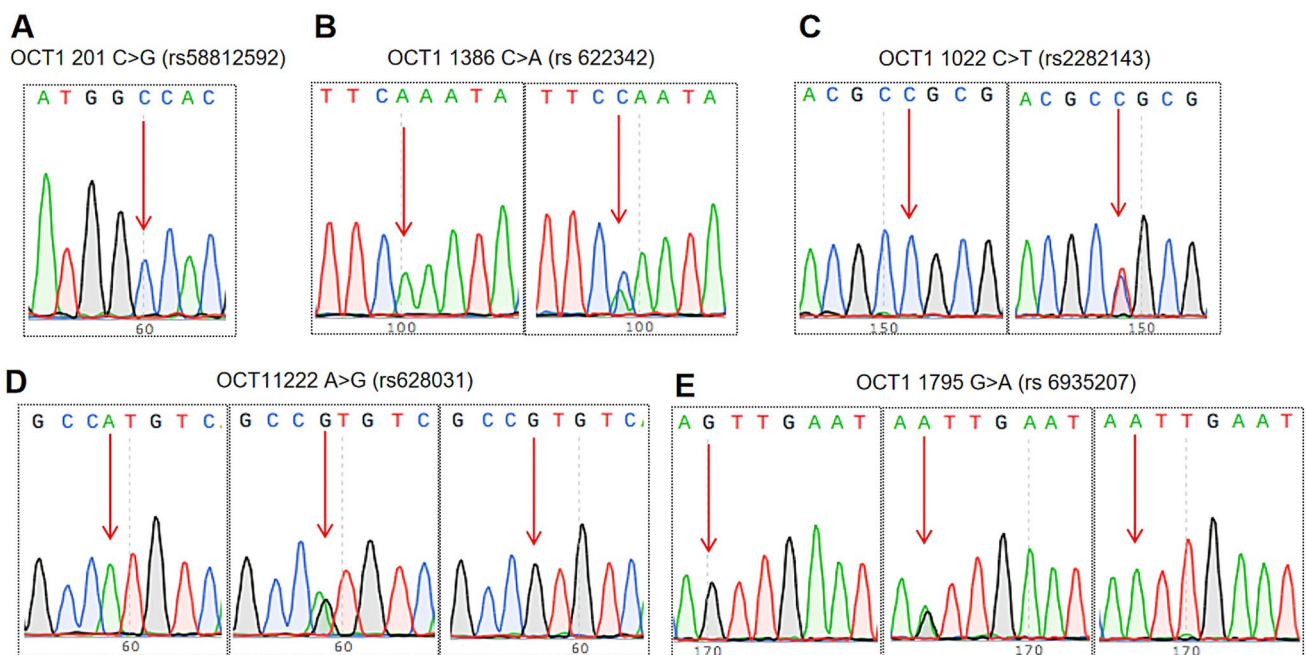 A
OCT1 201 C>G (rs58812592)
A T G G C C A C
60
B
OCT1 1386 C>A (rs 622342)
T T C A A A T A
100
T T C C A A T A
100
C
OCT1 1022 C>T (rs2282143)
A C G C C G C G
150
A C G C C G C G
150
D
OCT11222 A>G (rs628031)
G C C A T G T C
60
G C C G T G T C
60
G C C G T G T C
60
E
OCT1 1795 G>A (rs 6935207)
A G T T G A A T
170
A A T T G A A T
170
A A T T G A A T
170